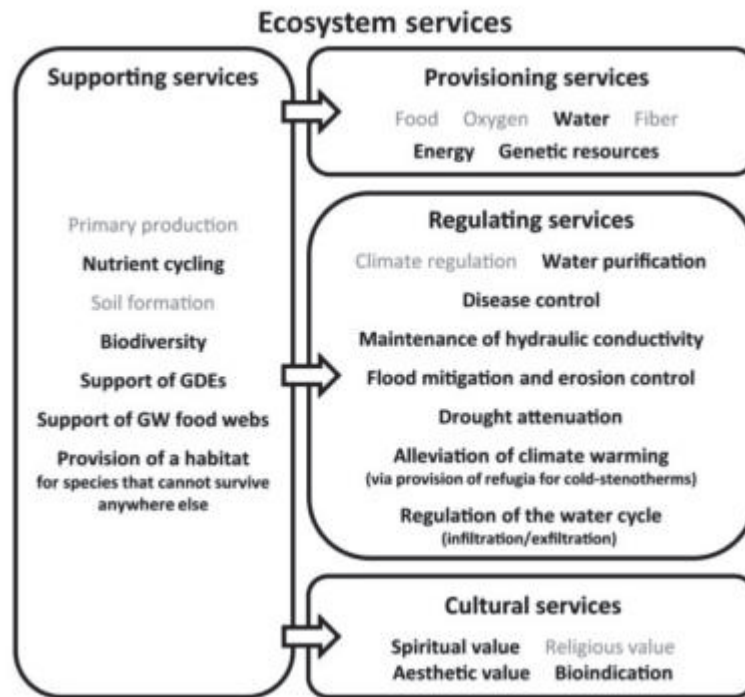 Ecosystem services
Supporting services
Primary production
Nutrient cycling
Soil formation
Biodiversity
Support of GDEs
Support of GW food webs
Provision of a habitat
for species that cannot survive
anywhere else
Provisioning services
Food Oxygen Water Fiber
Energy Genetic resources
Regulating services
Climate regulation Water purification
Disease control
Maintenance of hydraulic conductivity
Flood mitigation and erosion control
Drought attenuation
Alleviation of climate warming
(via provision of refugia for cold-stenotherms)
Regulation of the water cycle
(infiltration/exfiltration)
Cultural services
Spiritual value Religious value
Aesthetic value Bioindication